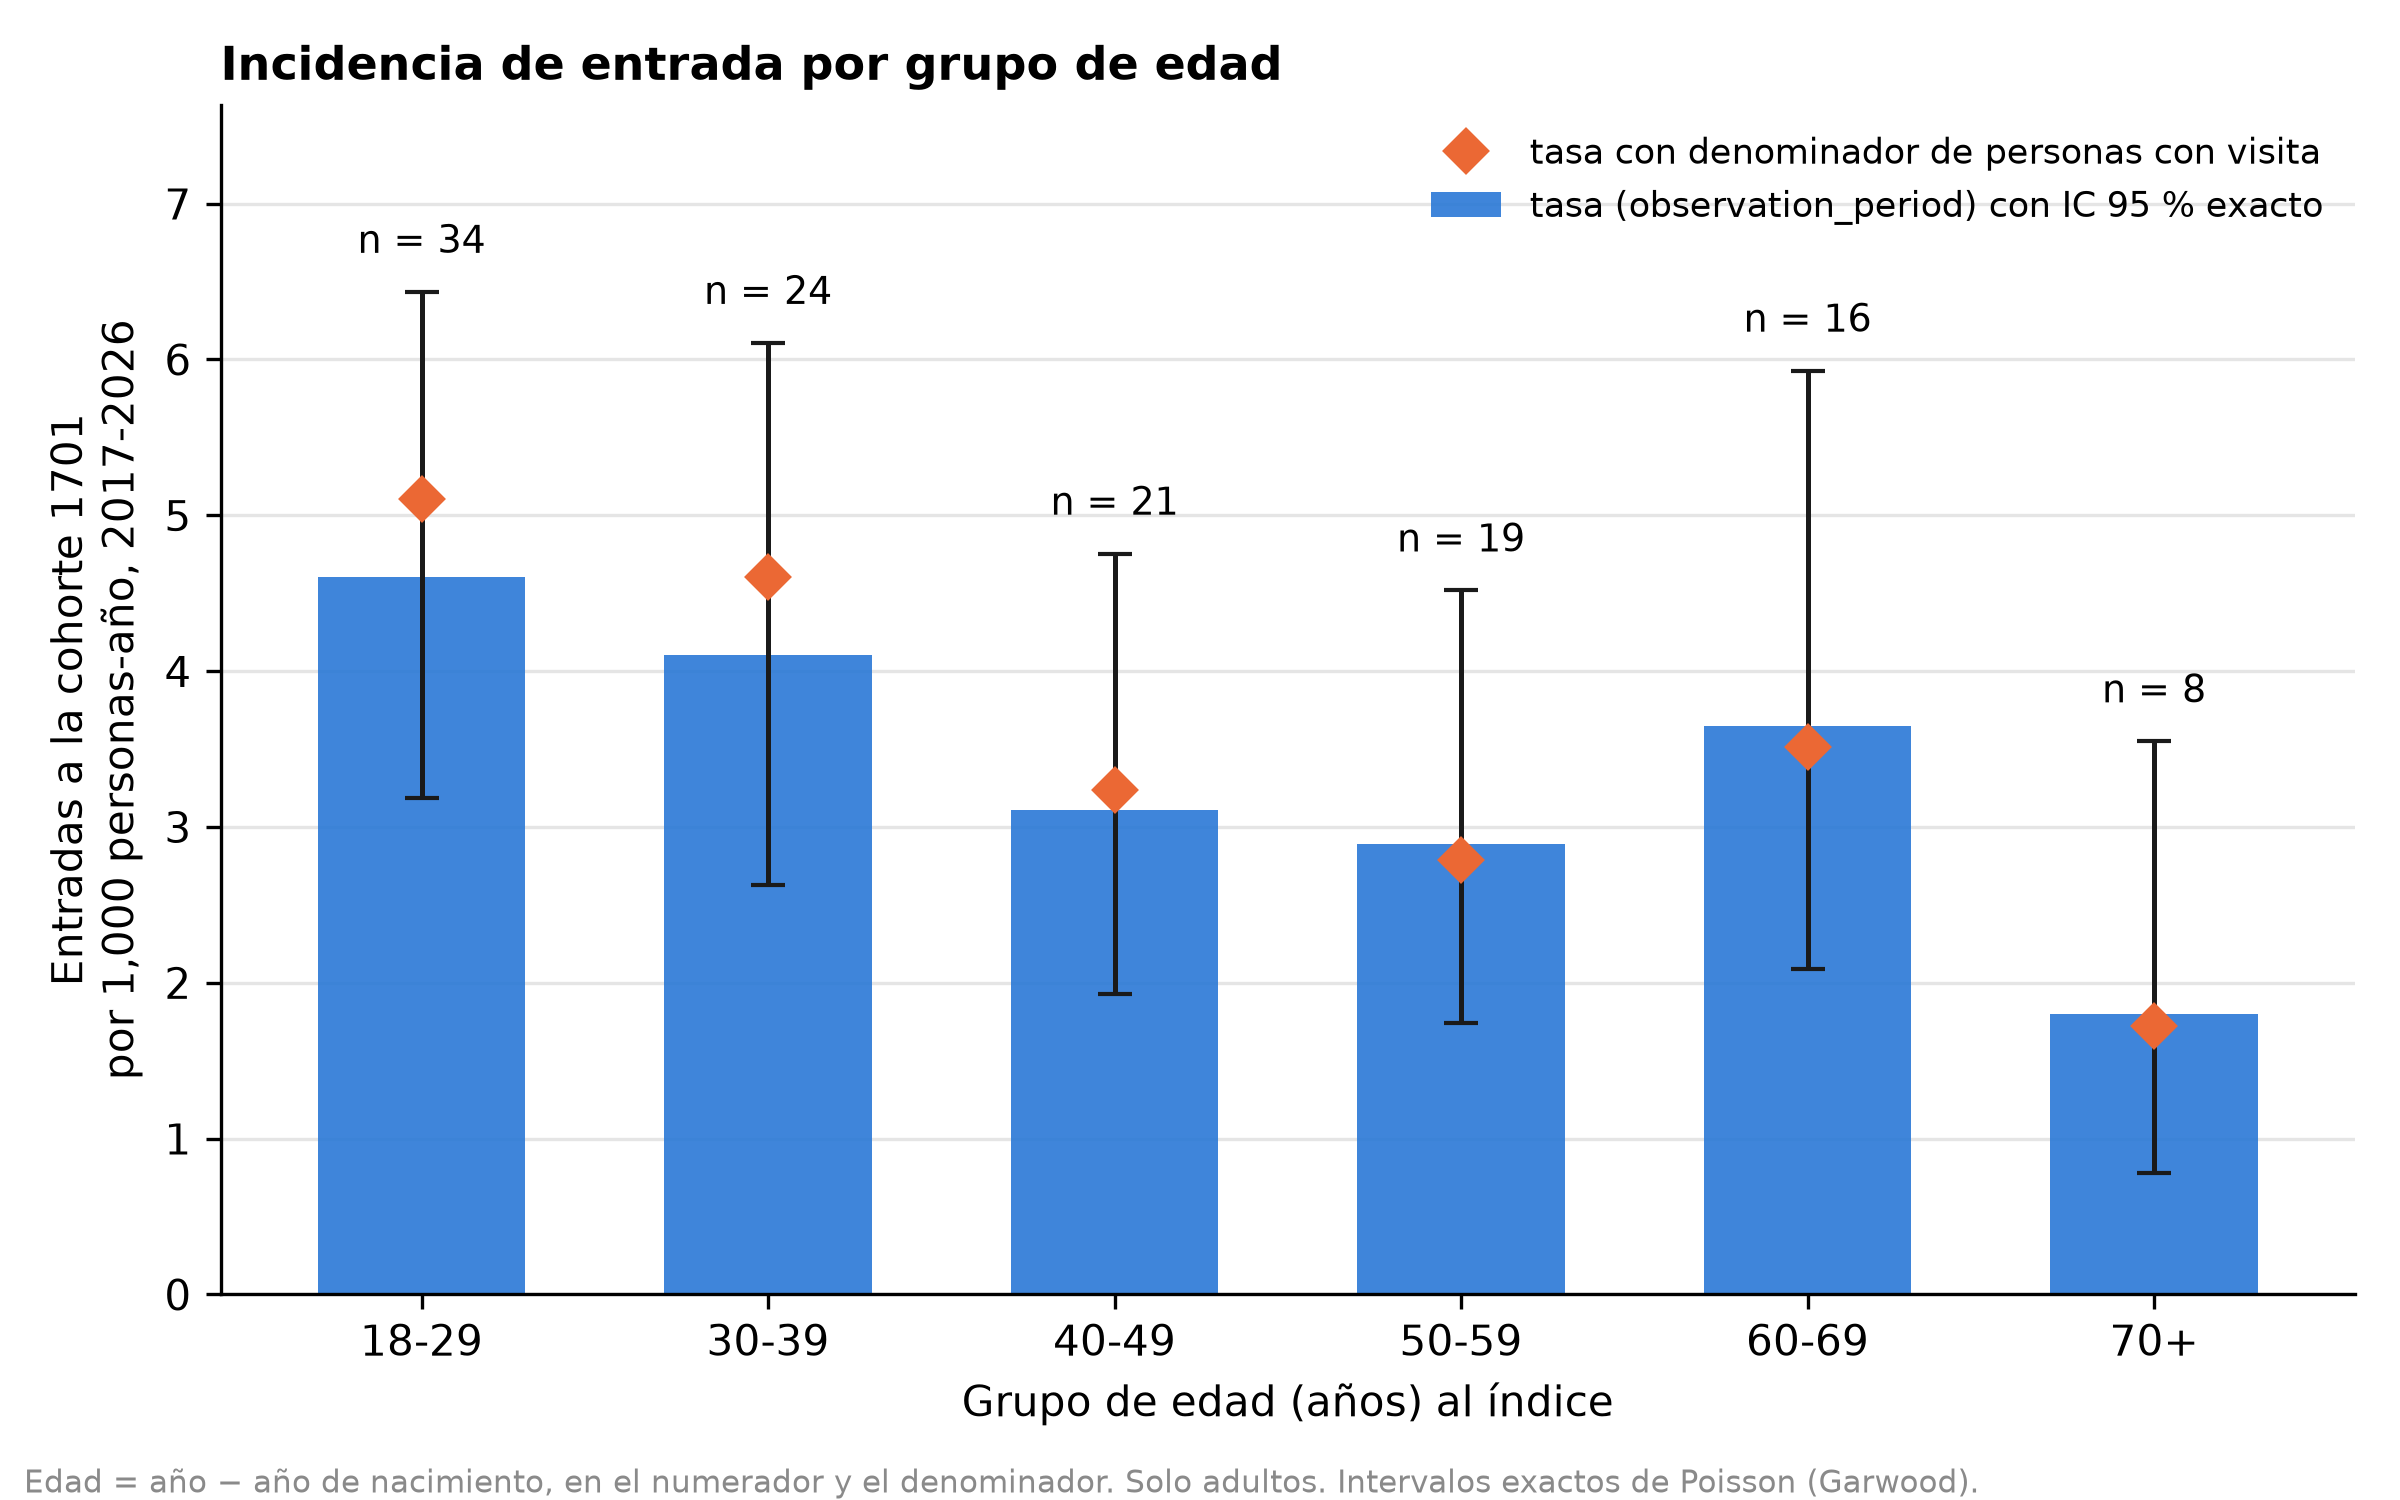 Incidencia de entrada por grupo de edad
tasa con denominador de personas con visita
tasa (observation_period) con IC 95 % exacto
Entradas a la cohorte 1701
por 1,000 personas-año, 2017-2026
7
6
5
4
3
2
1
0
n = 34
n = 24
n = 21
n = 19
n = 16
n = 8
18-29
30-39
40-49
50-59
60-69
70+
Grupo de edad (años) al índice
Edad = año − año de nacimiento, en el numerador y el denominador. Solo adultos. Intervalos exactos de Poisson (Garwood).